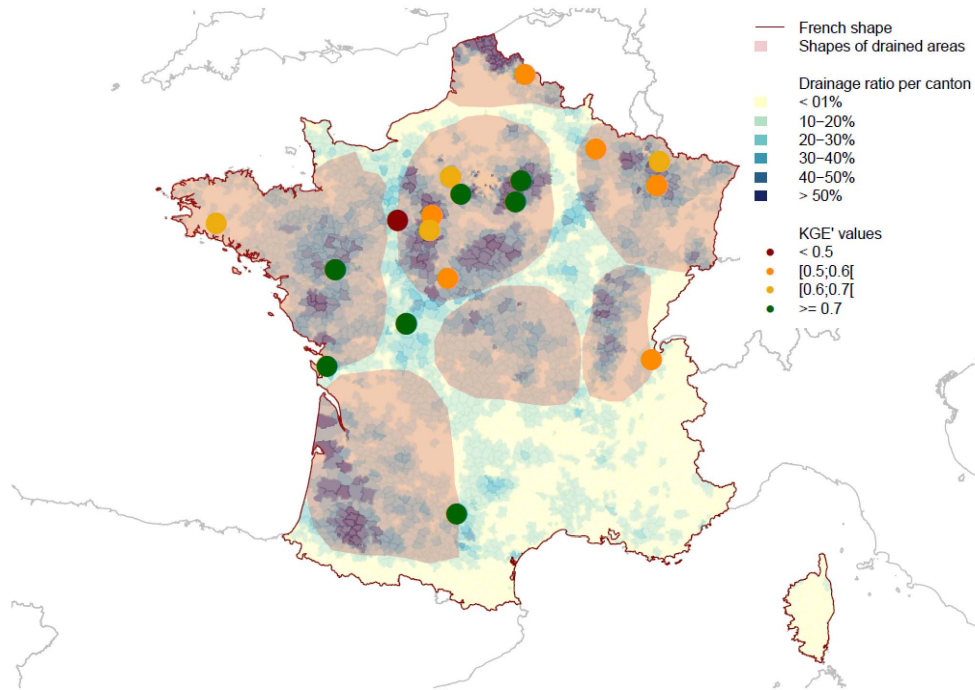 French shape
Shapes of drained areas
Drainage ratio per canton
< 01%
10−20%
20−30%
30−40%
40−50%
> 50%
KGE' values
< 0.5
[0.5;0.6[
[0.6;0.7[
>= 0.7